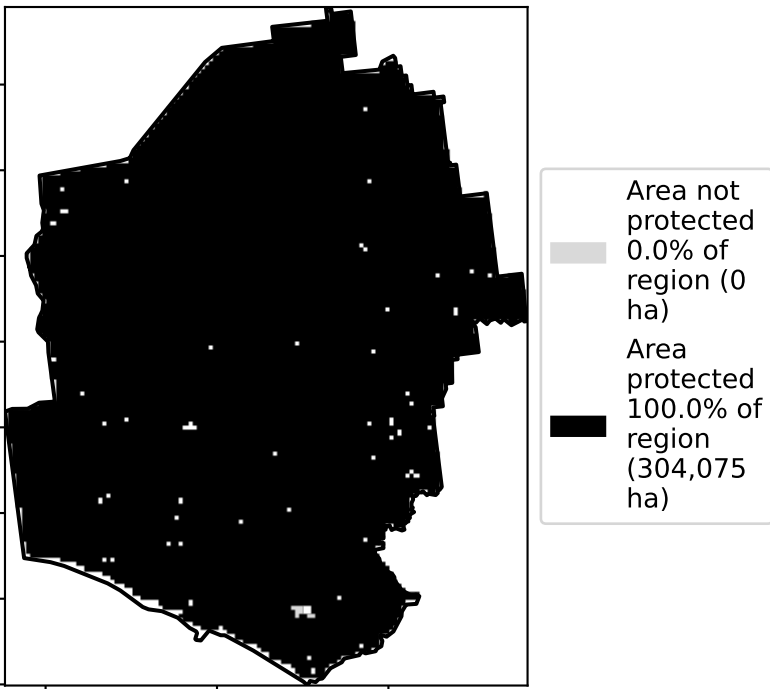 Area not
protected
0.0% of
region (0
ha)
Area
protected
100.0% of
region
(304,075
ha)